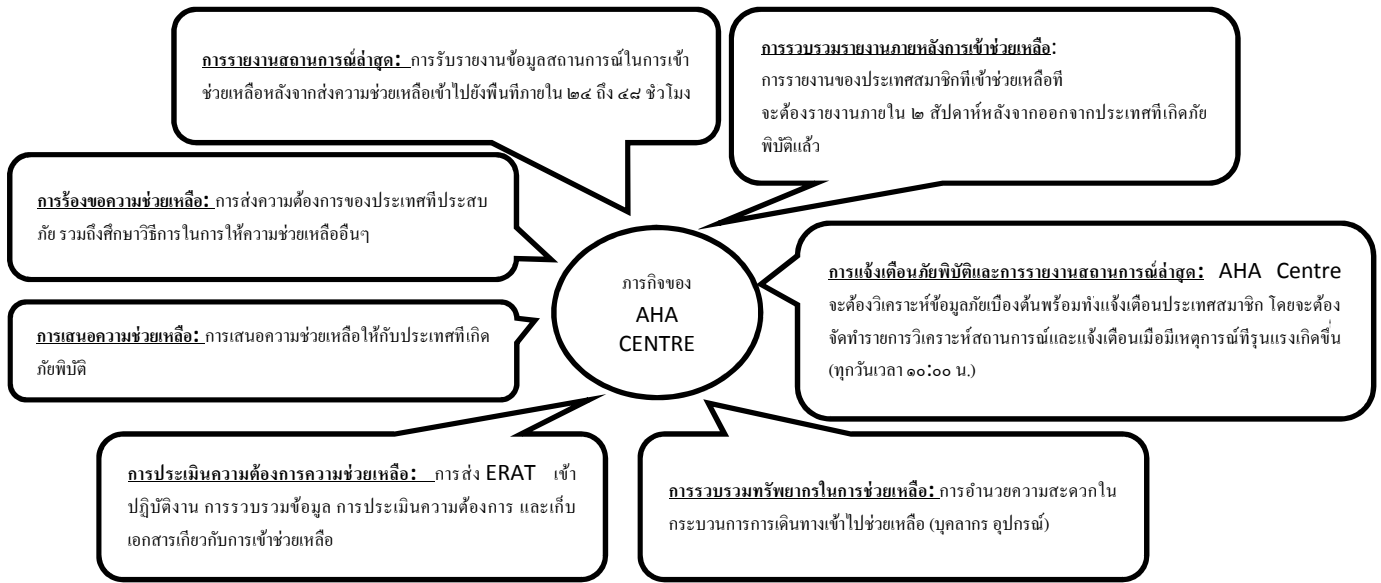 การรายงานสถานการณ์ล่าสุด: การรับรายงานข้อมูลสถานการณ์ในการเข้า
ช่วยเหลือหลังจากส่งความช่วยเหลือเข้าไปยังพื้นที่ภายใน ๒๔ ถึง ๔๘ ชั่วโมง
การรวบรวมรายงานภายหลังการเข้าช่วยเหลือ:
การรายงานของประเทศสมาชิกที่เข้าช่วยเหลือที่
จะต้องรายงานภายใน ๒ สัปดาห์หลังจากออกจากประเทศที่เกิดภัย
พิบัติแล้ว
การร้องขอความช่วยเหลือ: การส่งความต้องการของประเทศที่ประสบ
ภัย รวมถึงศึกษาวิธีการในการให้ความช่วยเหลืออื่นๆ
ภารกิจของ
AHA
CENTRE
การแจ้งเตือนภัยพิบัติและการรายงานสถานการณ์ล่าสุด: AHA Centre
จะต้องวิเคราะห์ข้อมูลภัยเบื้องต้นพร้อมทั้งแจ้งเตือนประเทศสมาชิก โดยจะต้อง
จัดทำรายการวิเคราะห์สถานการณ์และแจ้งเตือนเมื่อมีเหตุการณ์ที่รุนแรงเกิดขึ้น
(ทุกวันเวลา ๑๐:๐๐ น.)
การเสนอความช่วยเหลือ: การเสนอความช่วยเหลือให้กับประเทศที่เกิด
ภัยพิบัติ
การประเมินความต้องการความช่วยเหลือ: การส่ง ERAT เข้า
ปฏิบัติงาน การรวบรวมข้อมูล การประเมินความต้องการ และเก็บ
เอกสารเกี่ยวกับการเข้าช่วยเหลือ
การรวบรวมทรัพยากรในการช่วยเหลือ: การอำนวยความสะดวกใน
กระบวนการการเดินทางเข้าไปช่วยเหลือ (บุคลากร อุปกรณ์)